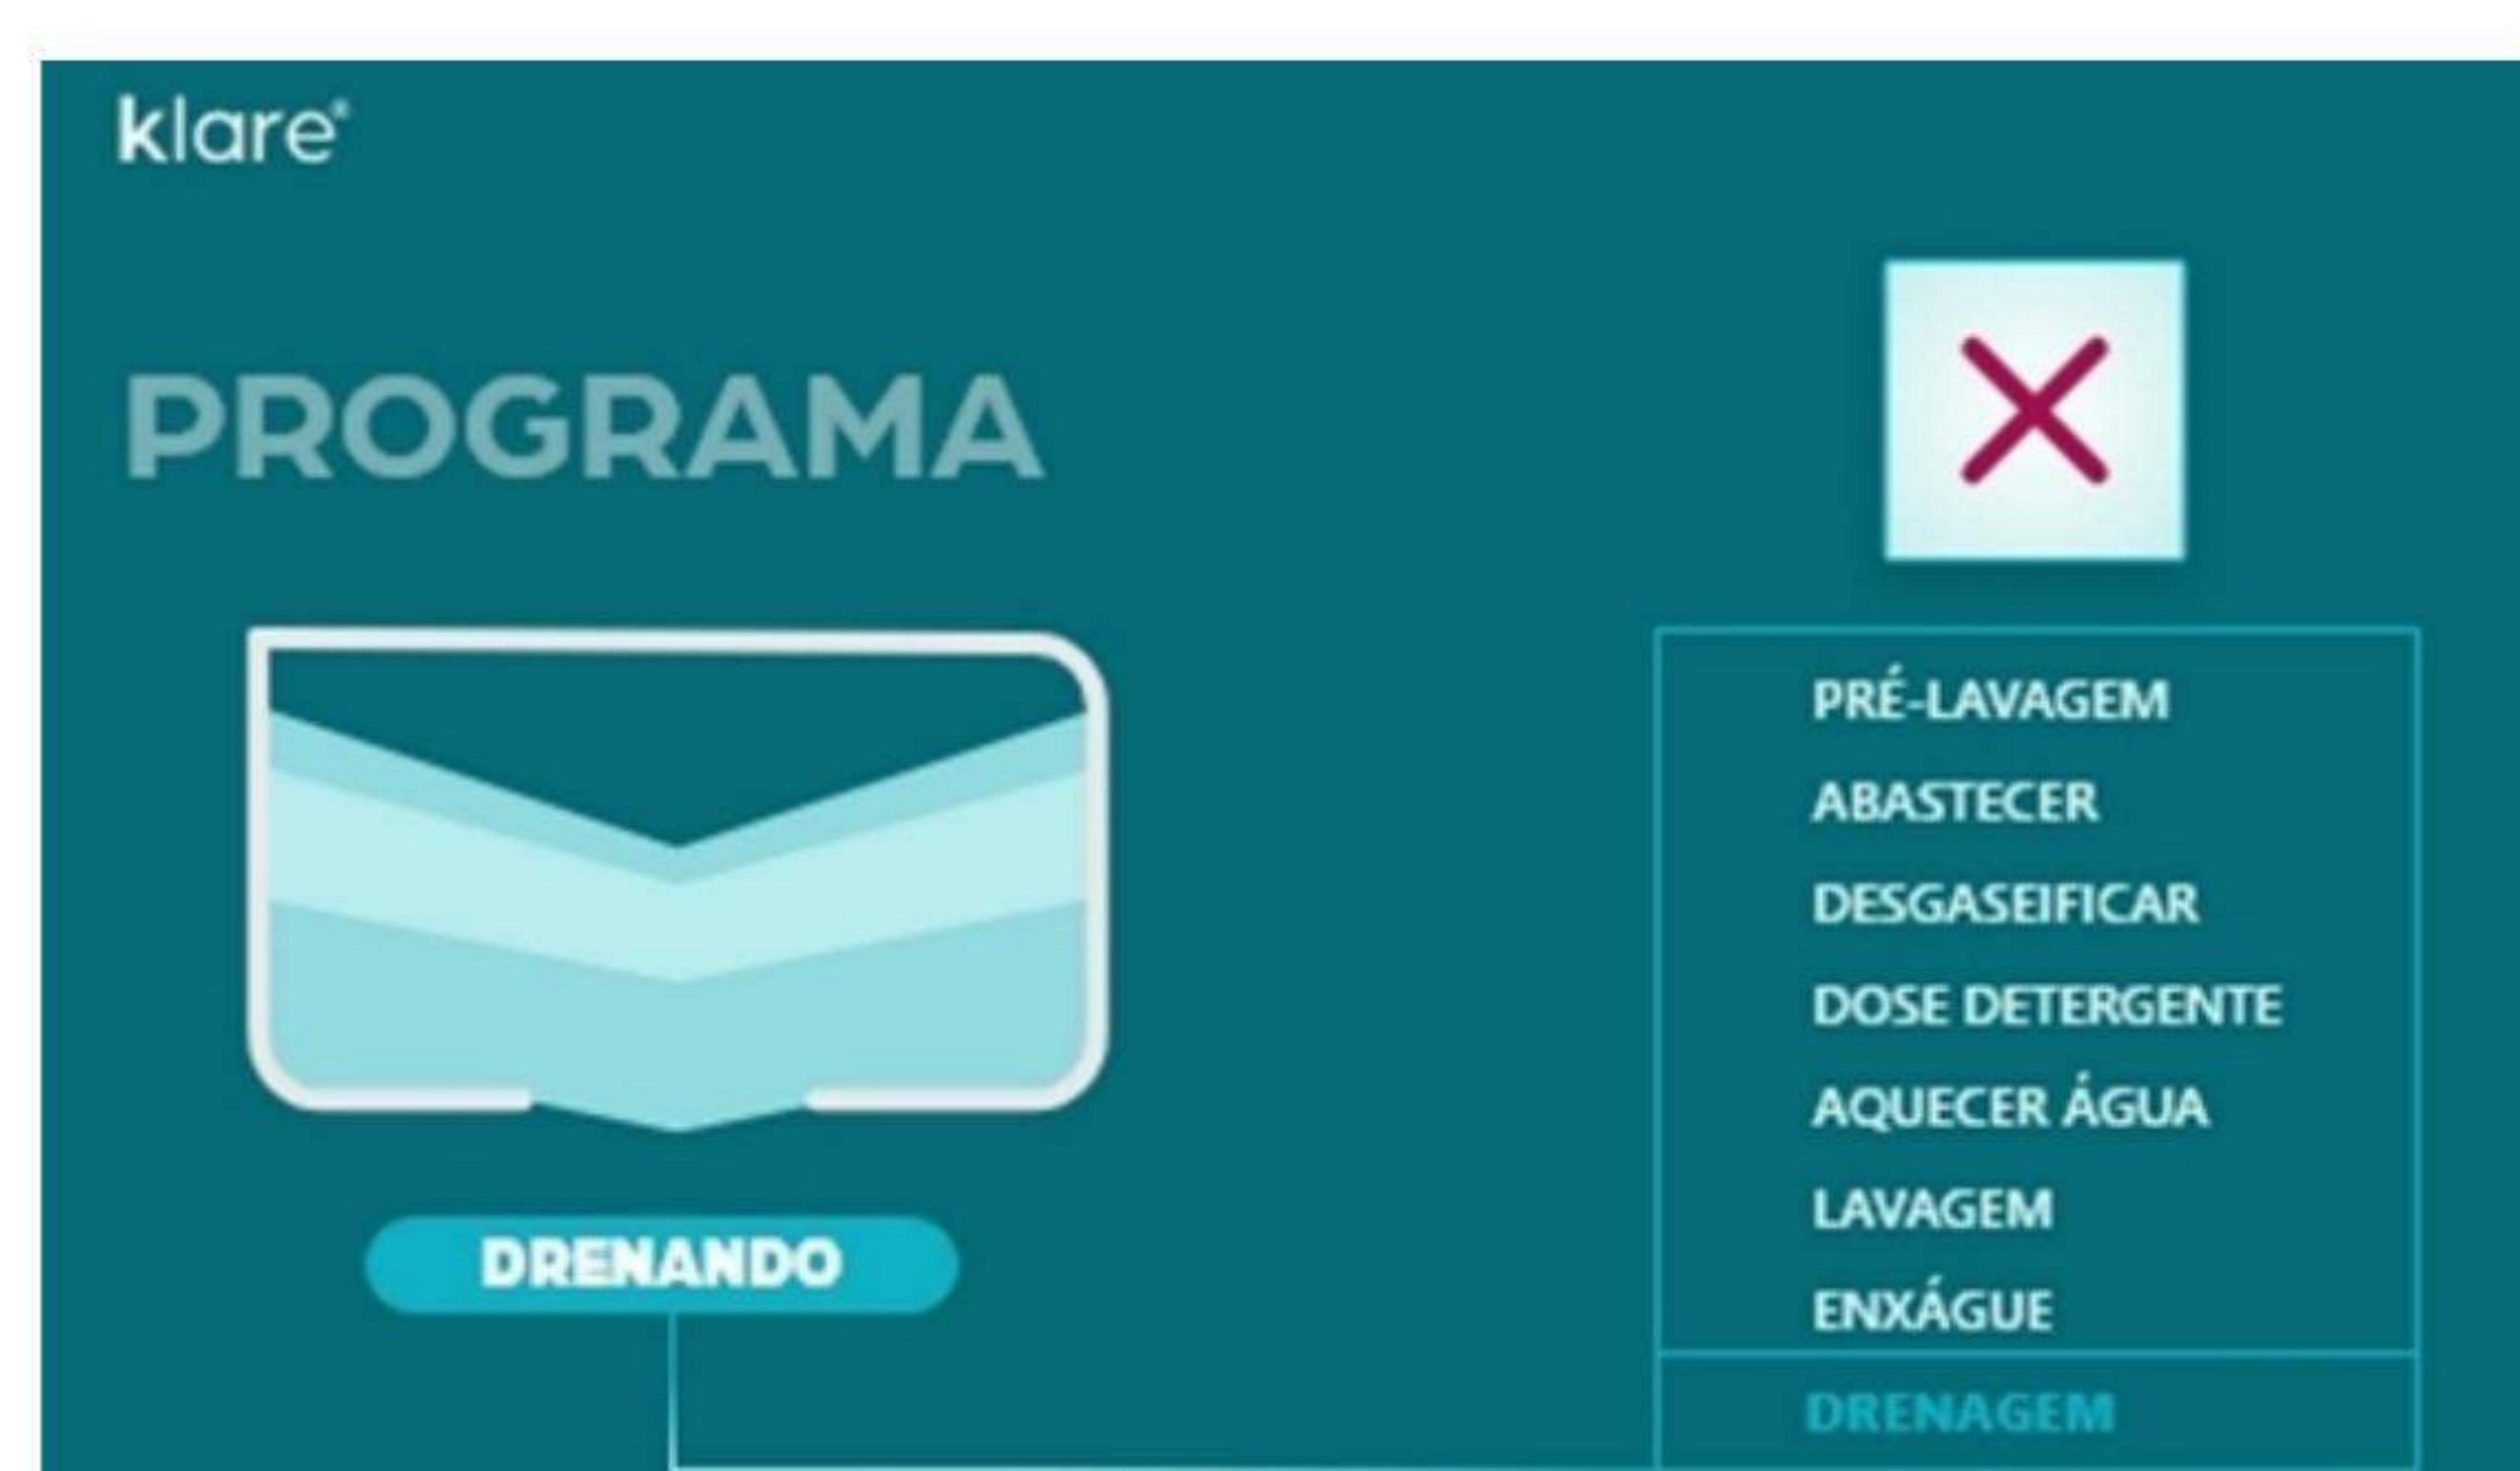 klare®
PROGRAMA
DRENANDO
PRÉ-LAVAGEM
ABASTECER
DESGASEIFICAR
DOSE DETERGENTE
AQUECER ÁGUA
LAVAGEM
ENXÁGUE
DRENAGEM